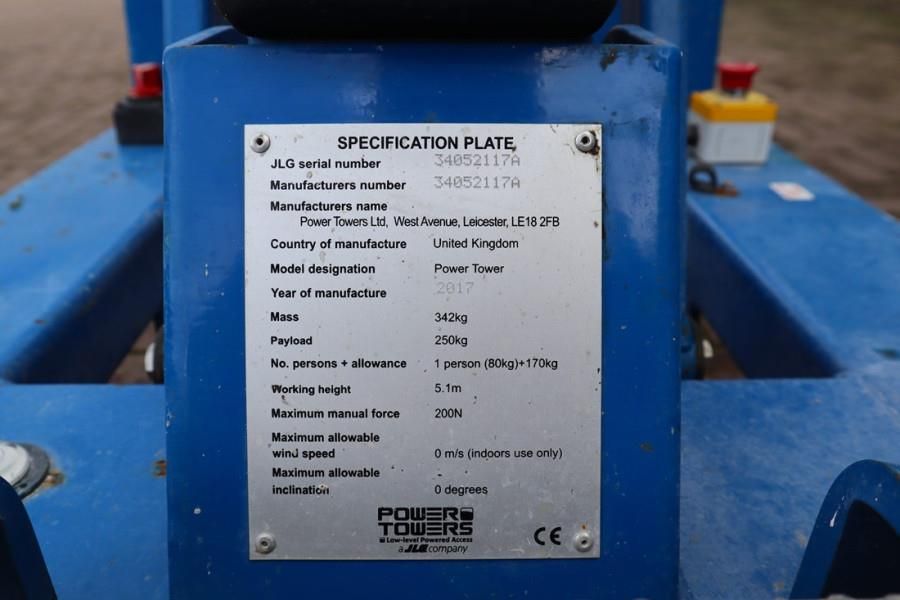 SPECIFICATION PLATE
JLG serial number 34052117A
Manufacturers number 34052117A
Manufacturers name
Power Towers Ltd, West Avenue, Leicester, LE18 2FB
Country of manufacture United Kingdom
Model designation Power Tower
Year of manufacture 2017
Mass 342kg
Payload 250kg
No. persons + allowance 1 person (80kg)+170kg
Working height 5.1m
Maximum manual force 200N
Maximum allowable
wind speed 0 m/s (indoors use only)
Maximum allowable
inclination 0 degrees
POWER
TOWERS
Low-level Powered Access
a JLG company
CE